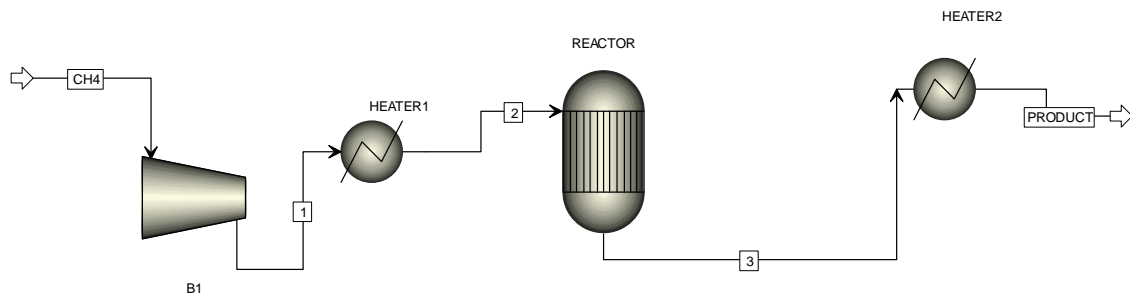 CH4
B1
1
HEATER1
2
REACTOR
3
HEATER2
PRODUCT